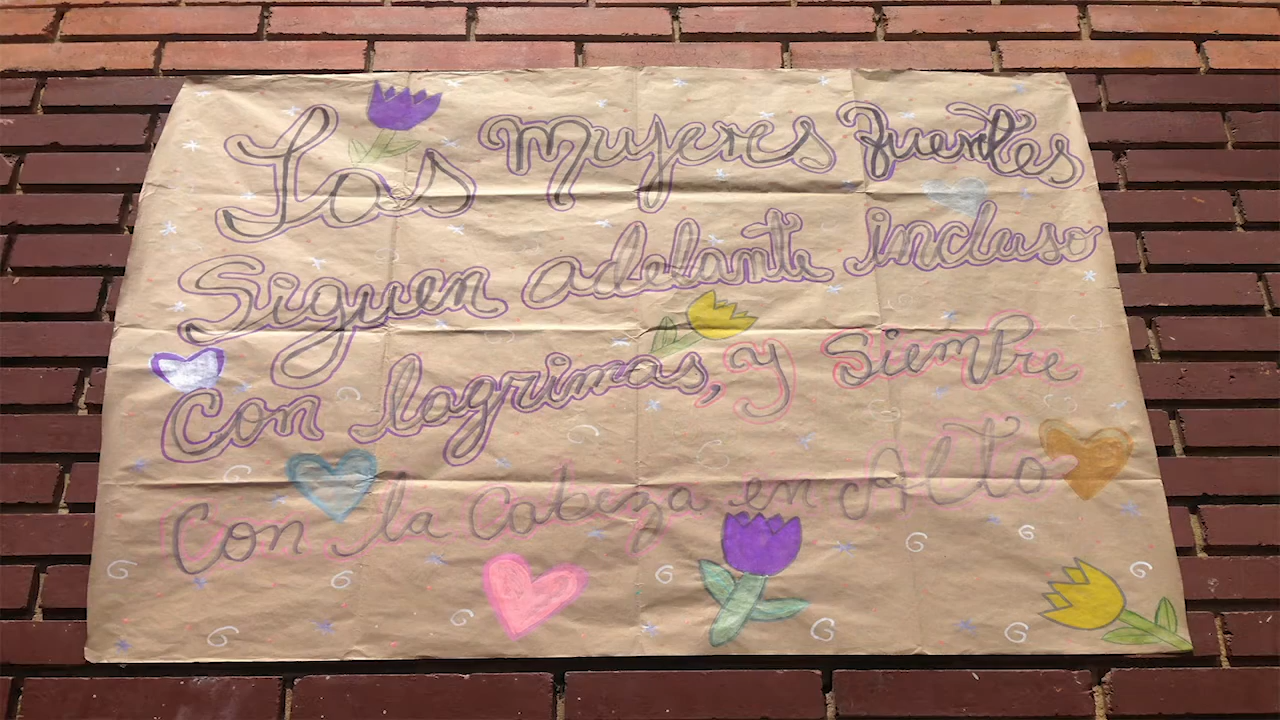 Las mujeres fuertes
Siguen adelante incluso
Con lagrimas, y siempre
Con la Cabeza en Alto